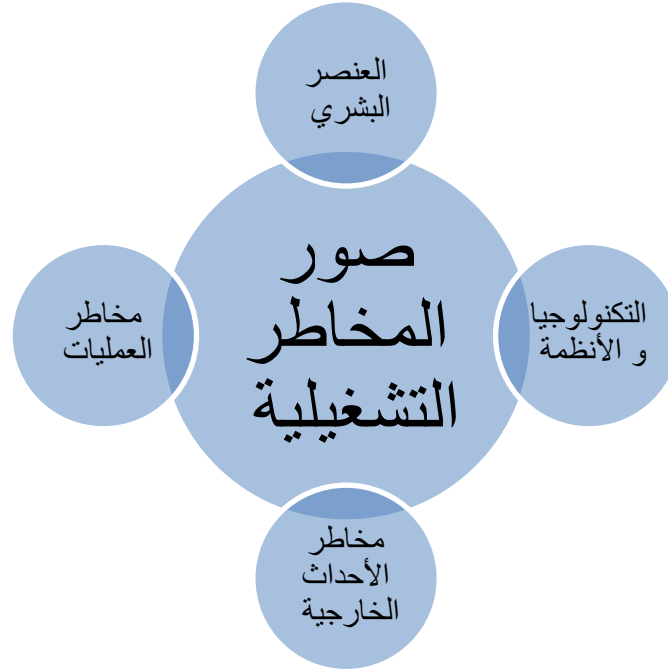 العنصر
البشري
صور
المخاطر
التشغيلية
التكنولوجيا
و الأنظمة
مخاطر
العمليات
مخاطر
الأحداث
الخارجية